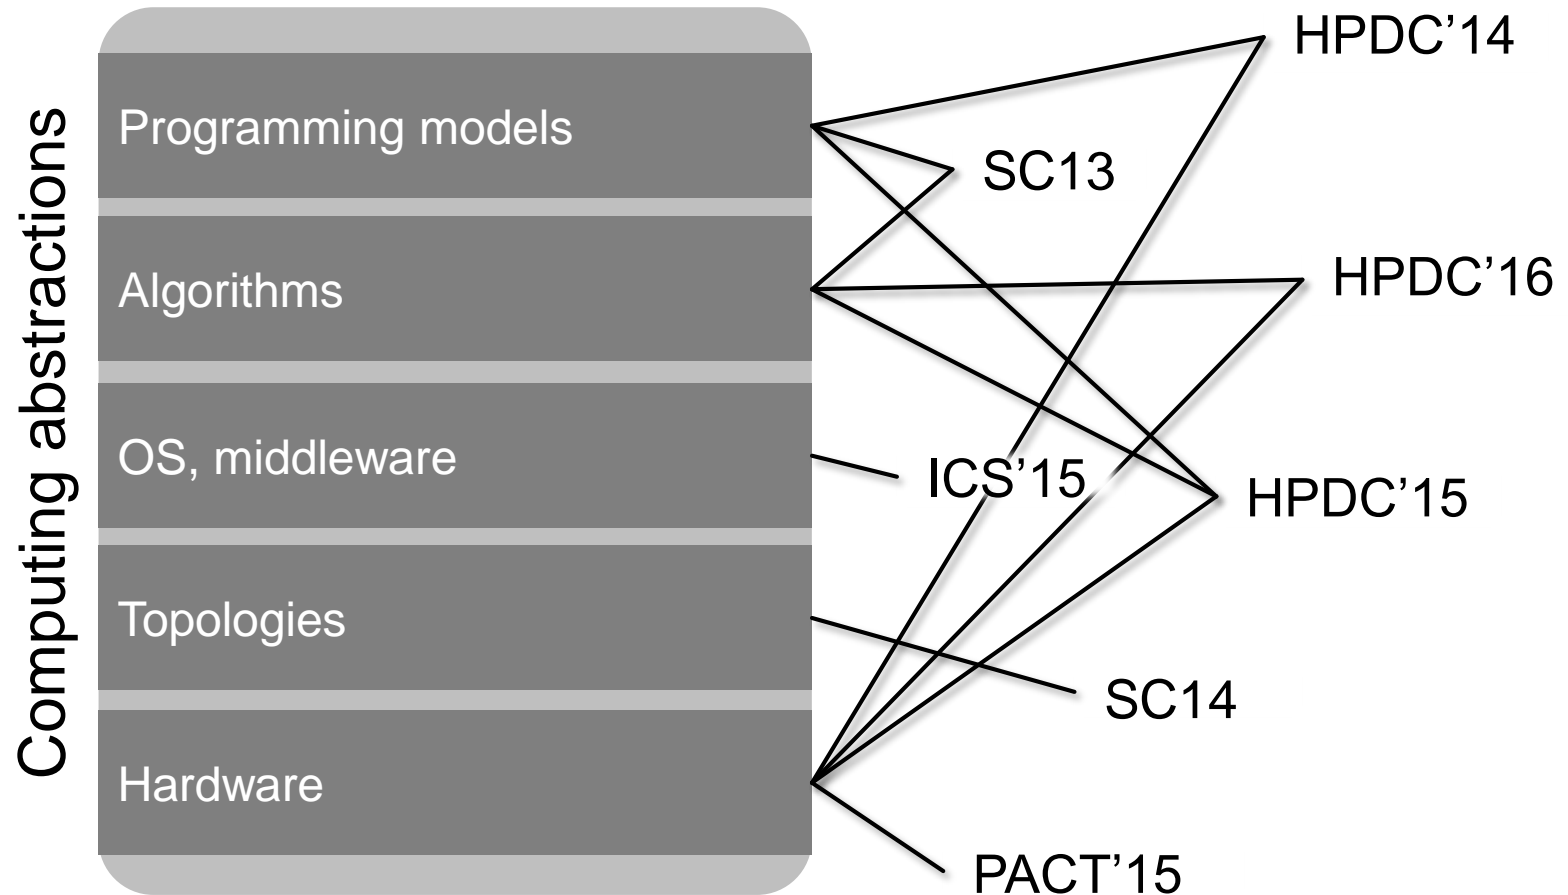 Computing abstractions
Programming models
Algorithms
OS, middleware
Topologies
Hardware
HPDC’14
SC13
HPDC’16
ICS’15
HPDC’15
SC14
PACT’15